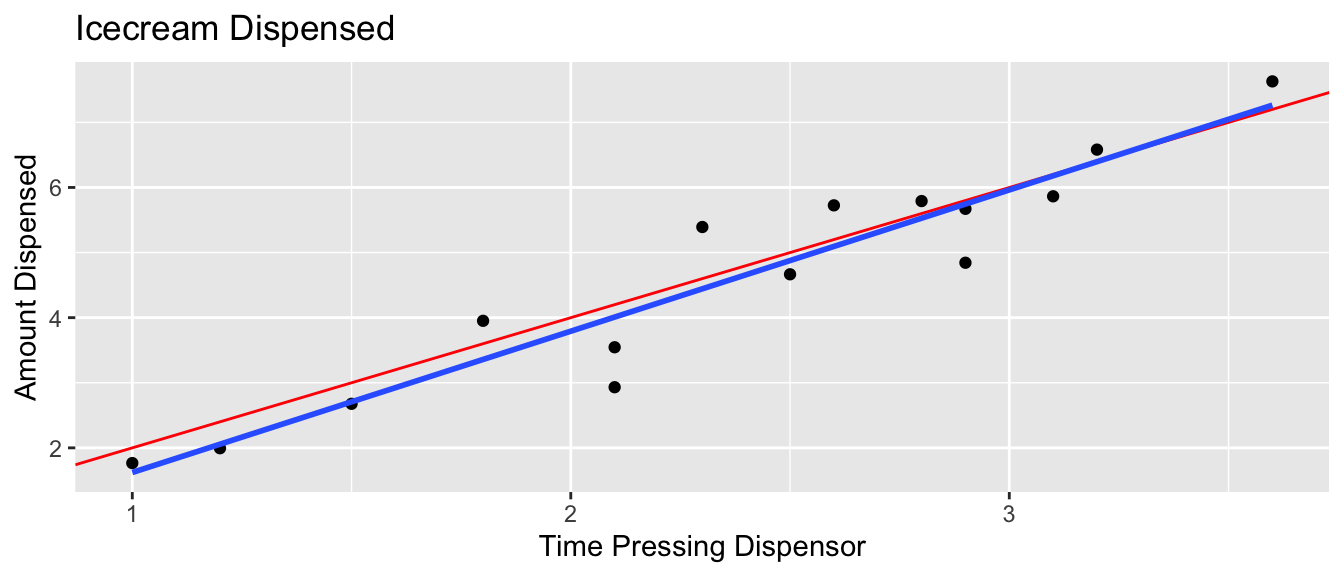 Icecream Dispensed
Amount Dispensed
6
4
2
1 2 3
Time Pressing Dispensor